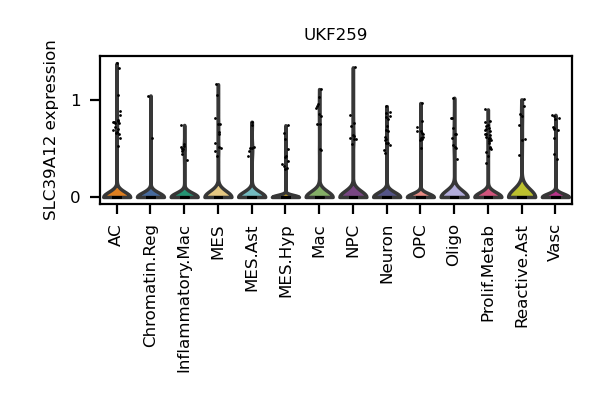 UKF259
SLC39A12 expression
1
0
AC
Chromatin.Reg
Inflammatory.Mac
MES
MES.Ast
MES.Hyp
Mac
NPC
Neuron
OPC
Oligo
Prolif.Metab
Reactive.Ast
Vasc